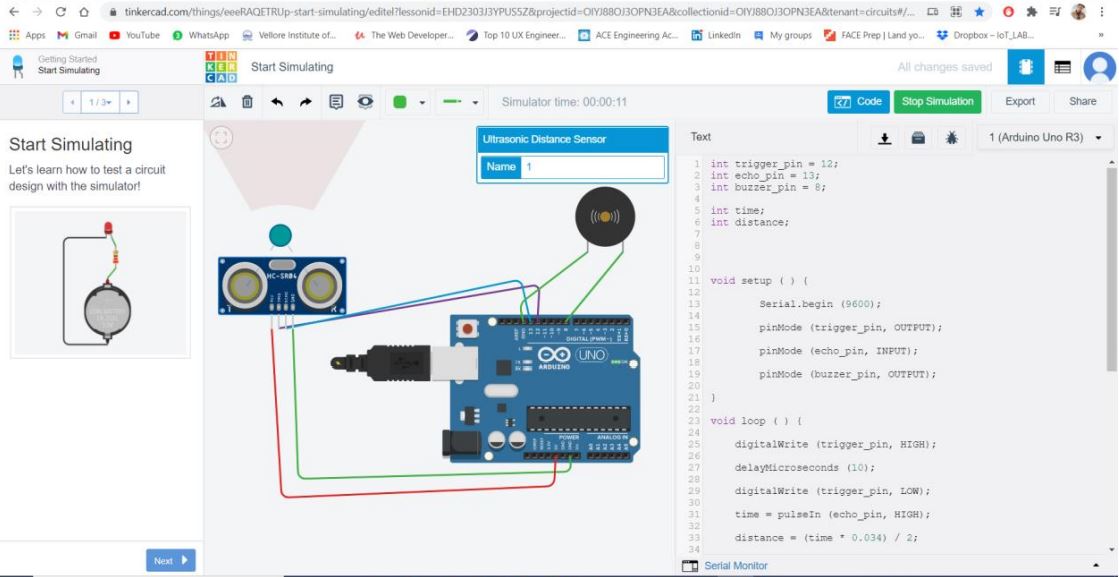 tinkercad.com/things/eeeRAQETRUp-start-simulating/editel?lessonid=EHD2303J3YPUS5Z&projectid=OIYJ88OJ3OPN3EA&collectionid=OIYJ88OJ3OPN3EA&tenant=circuits#/...
Apps Gmail YouTube WhatsApp Vellore Institute of... The Web Developer... Top 10 UX Engineer... ACE Engineering Ac... LinkedIn My groups FACE Prep | Land yo... Dropbox – IoT_LAB... »
Getting Started
Start Simulating
TINKERCAD
Start Simulating
All changes saved
1 / 3
Simulator time: 00:00:11
Code
Stop Simulation
Export
Share
Start Simulating
Let's learn how to test a circuit
design with the simulator!
Next
Ultrasonic Distance Sensor
Name 1
HC-SR04
T R
DIGITAL (PWM~)
UNO
ARDUINO
POWER ANALOG IN
Text
1 (Arduino Uno R3)
1 int trigger_pin = 12;
2 int echo_pin = 13;
3 int buzzer_pin = 8;
4
5 int time;
6 int distance;
7
8
9
10
11 void setup ( ) {
12
13 Serial.begin (9600);
14
15 pinMode (trigger_pin, OUTPUT);
16
17 pinMode (echo_pin, INPUT);
18
19 pinMode (buzzer_pin, OUTPUT);
20
21 }
22
23 void loop ( ) {
24
25 digitalWrite (trigger_pin, HIGH);
26
27 delayMicroseconds (10);
28
29 digitalWrite (trigger_pin, LOW);
30
31 time = pulseIn (echo_pin, HIGH);
32
33 distance = (time * 0.034) / 2;
34
Serial Monitor